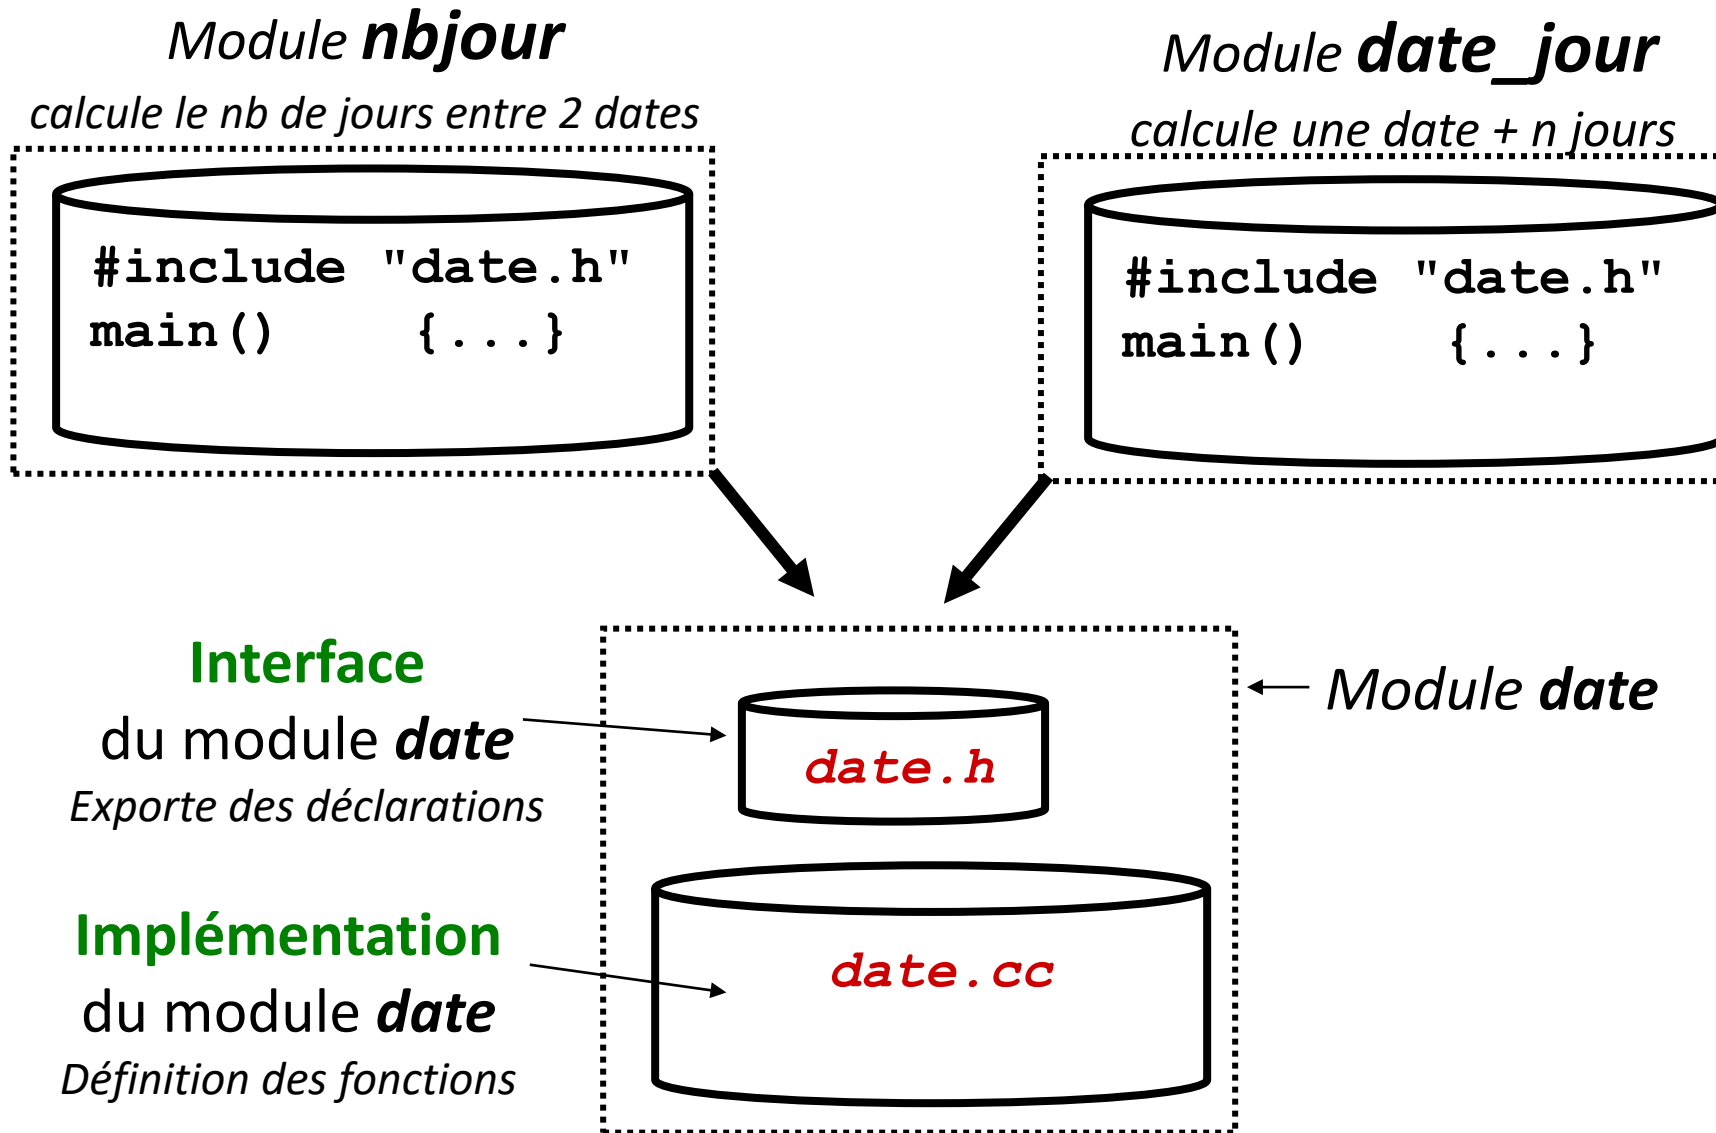 Module nbjour
calcule le nb de jours entre 2 dates
#include "date.h"
main() {...}
Module date_jour
calcule une date + n jours
#include "date.h"
main() {...}
Interface
du module date
Exporte des déclarations
date.h
Module date
Implémentation
du module date
Définition des fonctions
date.cc